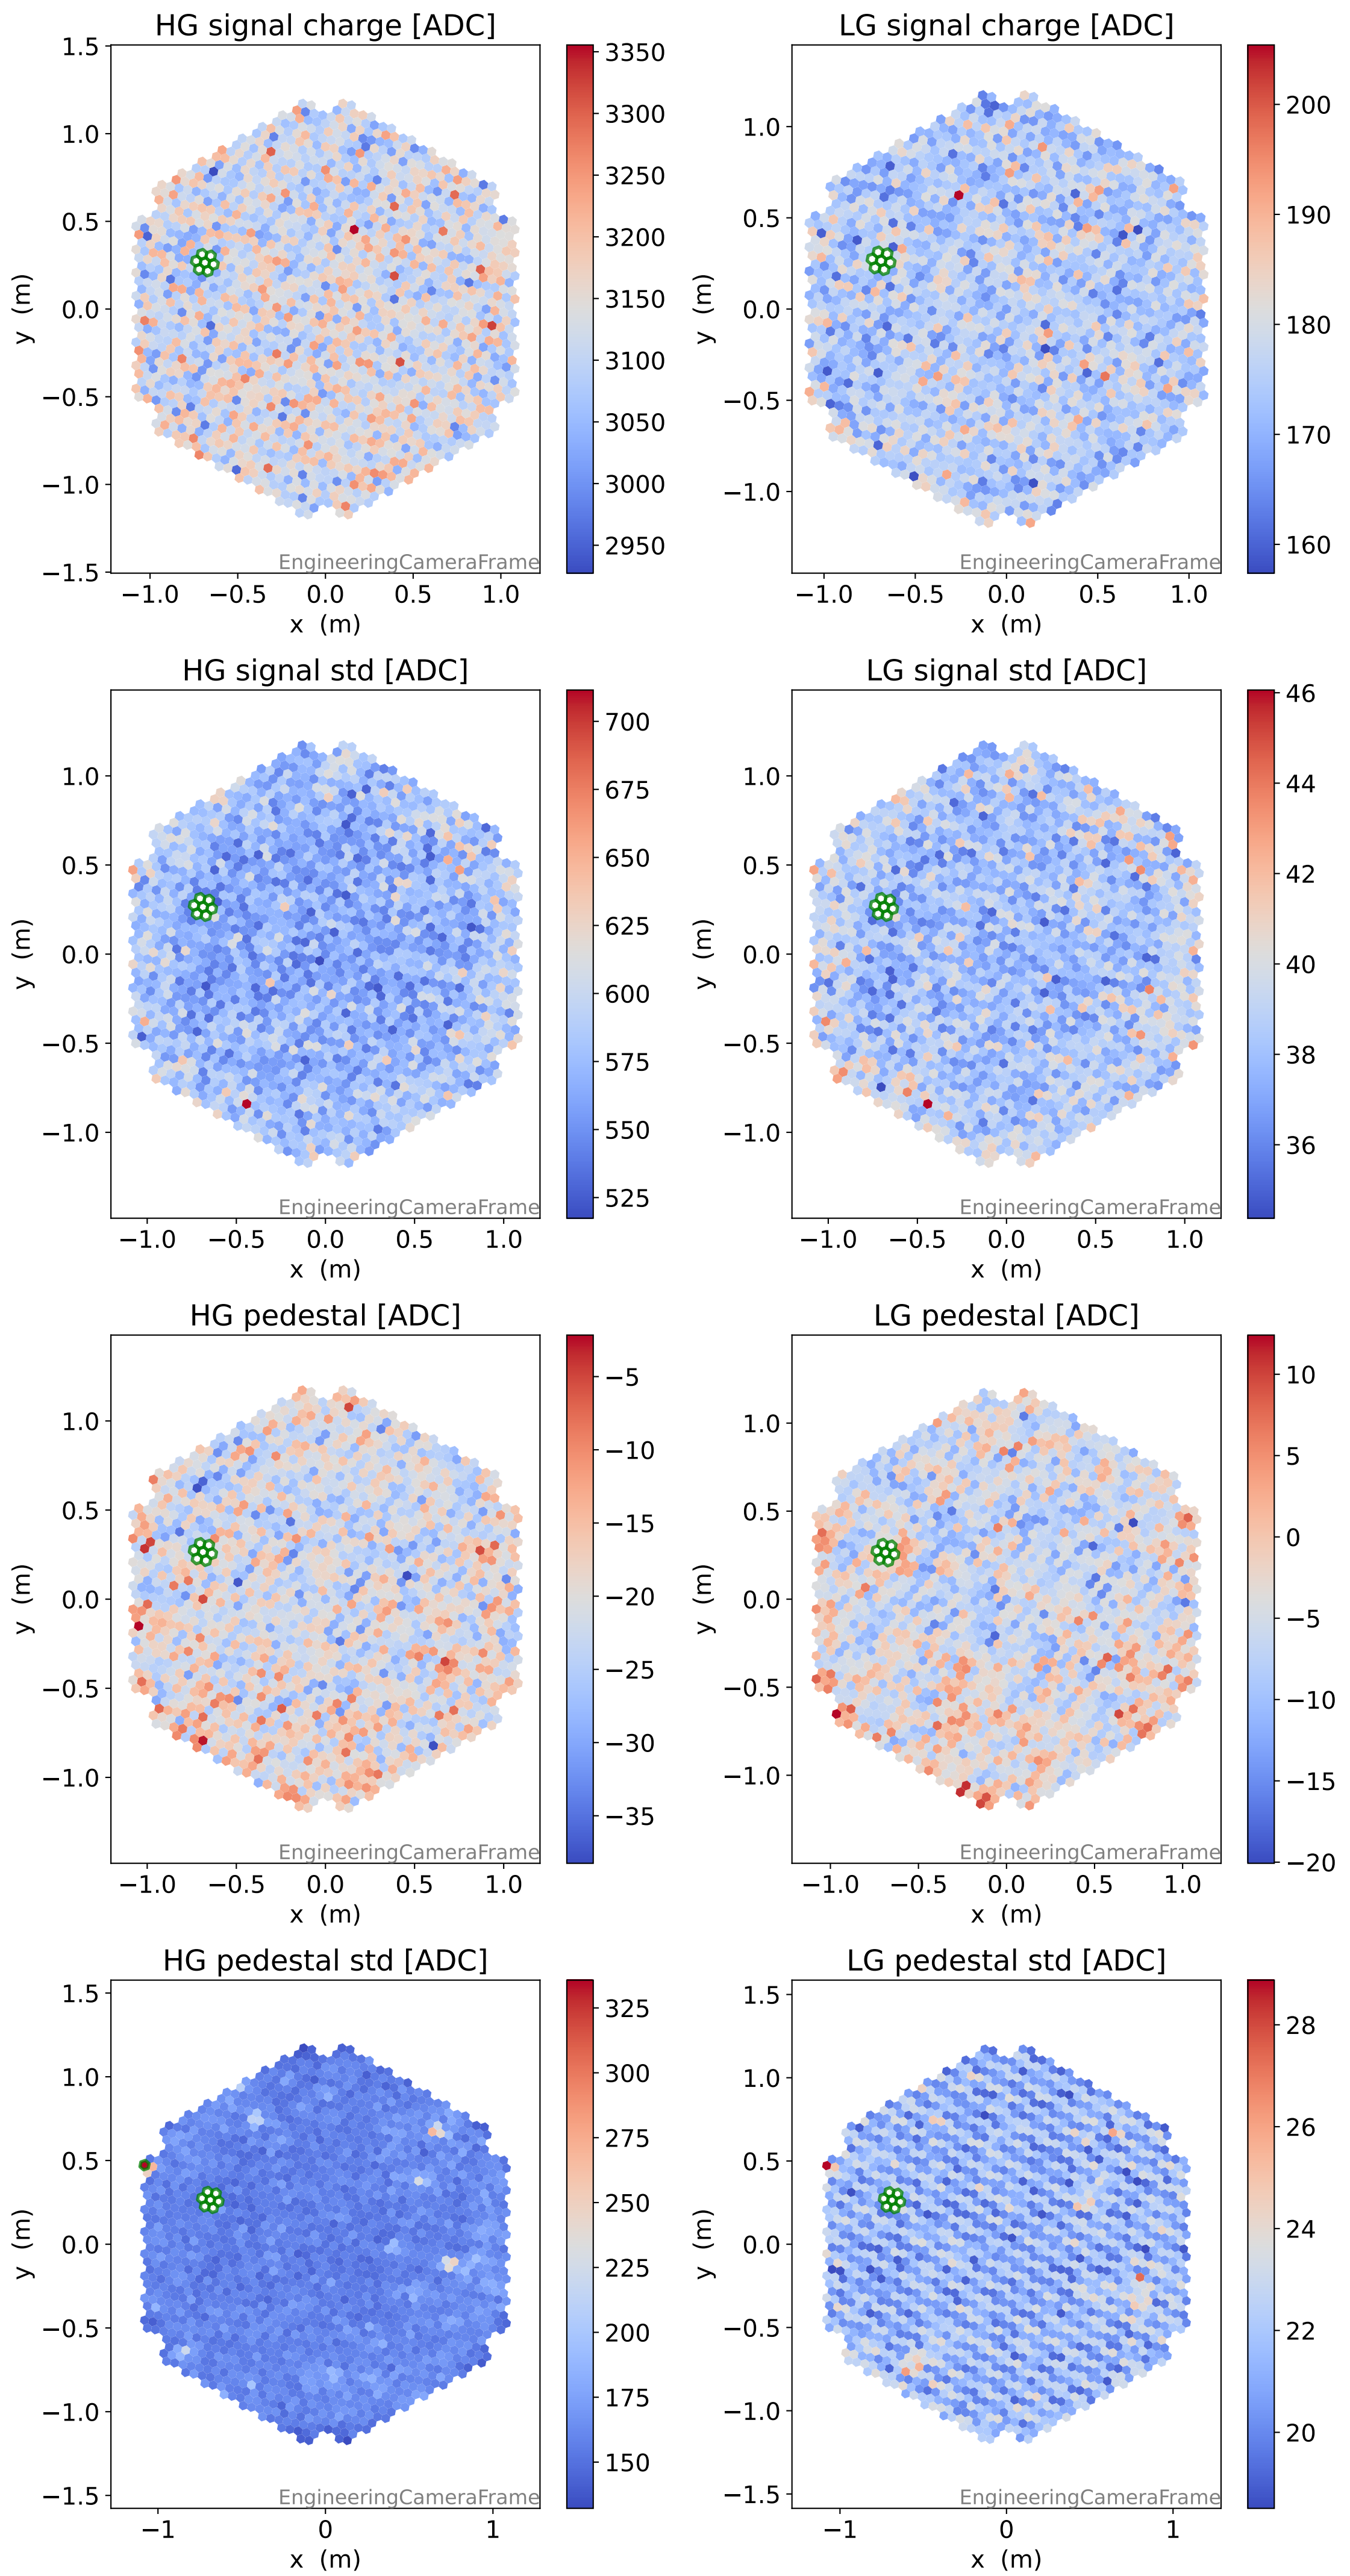 HG signal charge [ADC]
LG signal charge [ADC]
1.5
1.0
0.5
0.0
−0.5
−1.0
−1.5
y (m)
−1.0 −0.5 0.0 0.5 1.0
x (m)
EngineeringCameraFrame
3350
3300
3250
3200
3150
3100
3050
3000
2950
1.0
0.5
0.0
−0.5
−1.0
y (m)
−1.0 −0.5 0.0 0.5 1.0
x (m)
EngineeringCameraFrame
200
190
180
170
160
HG signal std [ADC]
LG signal std [ADC]
1.0
0.5
0.0
−0.5
−1.0
y (m)
−1.0 −0.5 0.0 0.5 1.0
x (m)
EngineeringCameraFrame
700
675
650
625
600
575
550
525
1.0
0.5
0.0
−0.5
−1.0
y (m)
−1.0 −0.5 0.0 0.5 1.0
x (m)
EngineeringCameraFrame
46
44
42
40
38
36
HG pedestal [ADC]
LG pedestal [ADC]
1.0
0.5
0.0
−0.5
−1.0
y (m)
−1.0 −0.5 0.0 0.5 1.0
x (m)
EngineeringCameraFrame
−5
−10
−15
−20
−25
−30
−35
1.0
0.5
0.0
−0.5
−1.0
y (m)
−1.0 −0.5 0.0 0.5 1.0
x (m)
EngineeringCameraFrame
10
5
0
−5
−10
−15
−20
HG pedestal std [ADC]
LG pedestal std [ADC]
1.5
1.0
0.5
0.0
−0.5
−1.0
−1.5
y (m)
−1 0 1
x (m)
EngineeringCameraFrame
325
300
275
250
225
200
175
150
1.5
1.0
0.5
0.0
−0.5
−1.0
−1.5
y (m)
−1 0 1
x (m)
EngineeringCameraFrame
28
26
24
22
20